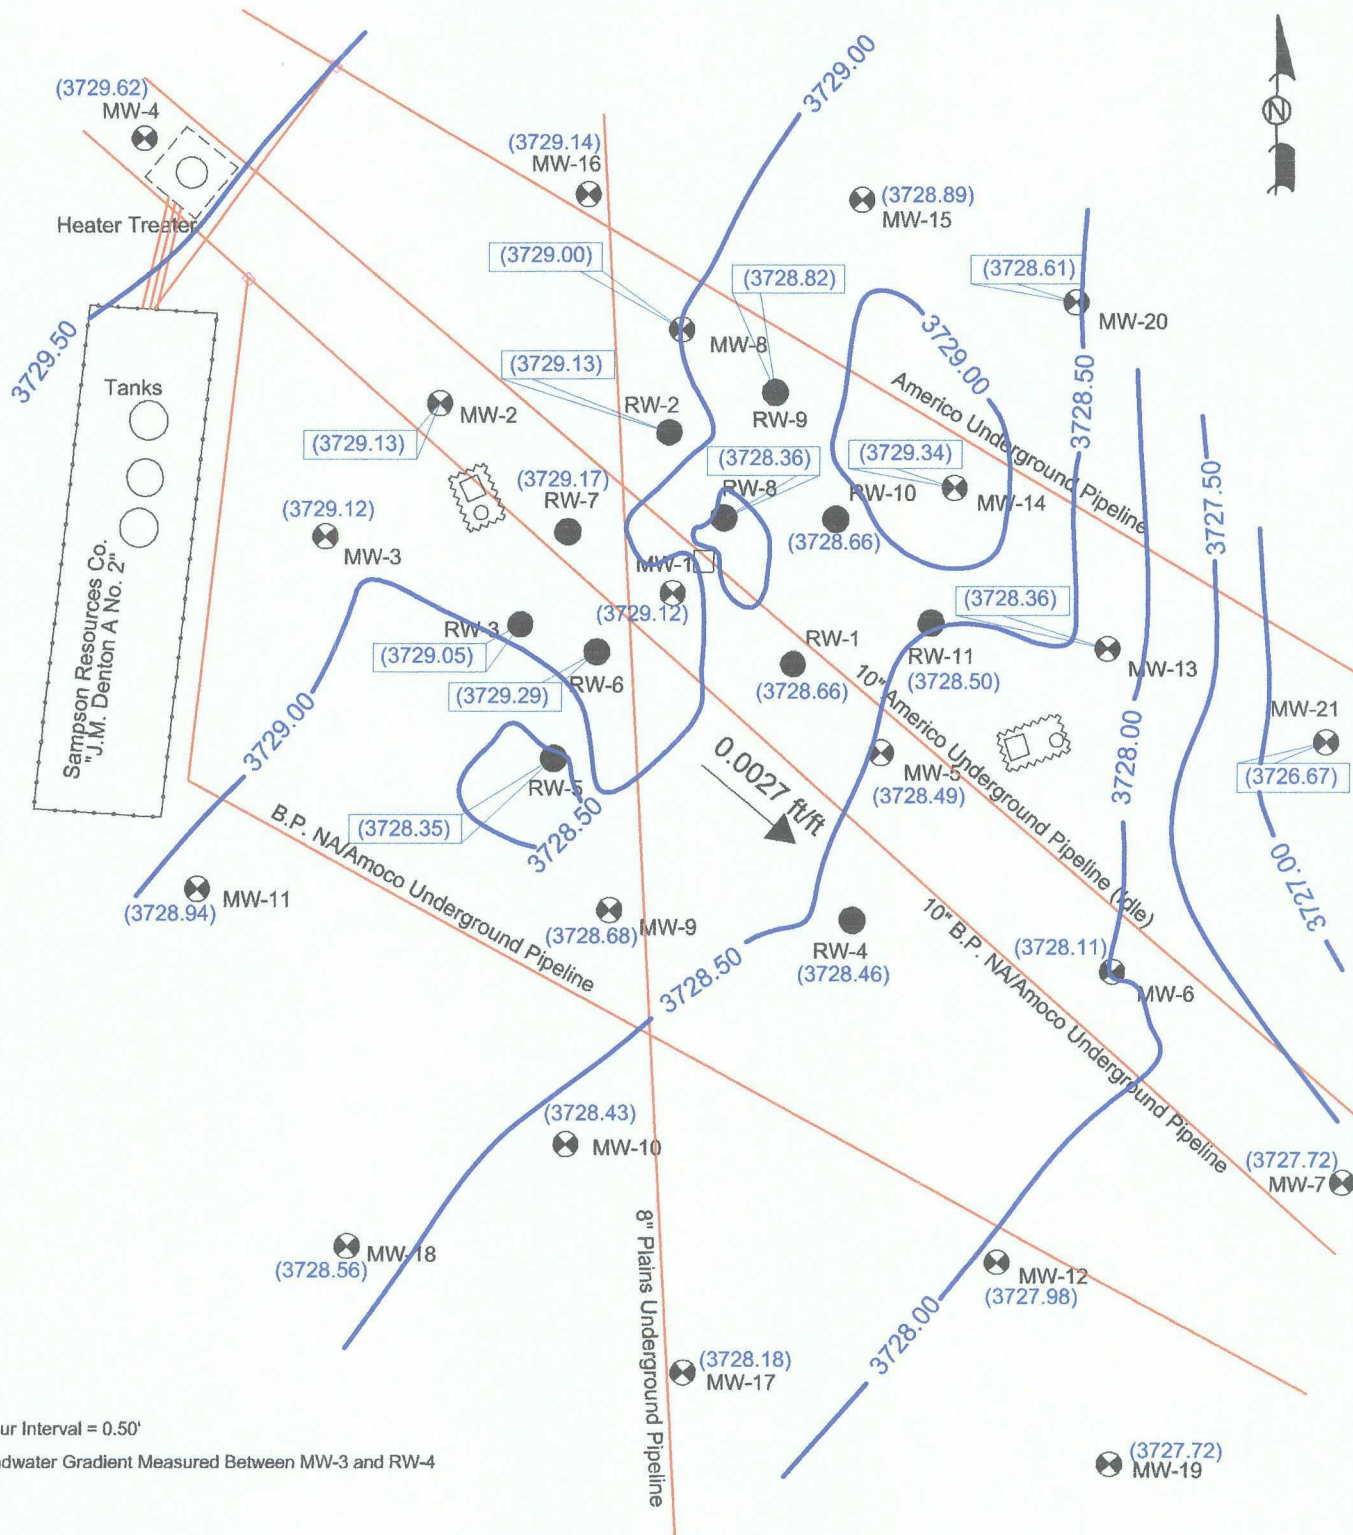 3729.00
(3729.62)
MW-4
N
(3729.14)
MW-16
(3728.89)
MW-15
Heater Treater
(3729.00)
(3728.82)
(3728.61)
MW-20
3729.50
MW-8
3729.00
Tanks
(3729.13)
RW-2
RW-9
Americo Underground Pipeline
3728.50
MW-2
(3729.13)
(3728.36)
(3729.34)
(3729.17)
RW-7
RW-8
RW-10
MW-14
3727.50
(3729.12)
MW-3
(3728.66)
MW-1
(3729.12)
(3728.36)
Sampson Resources Co.
"J.M. Denton A No. 2"
RW-3
(3729.05)
RW-1
RW-11
MW-13
RW-6
(3729.29)
(3728.66)
(3728.50)
10" Americo Underground Pipeline (Idle)
3729.00
3728.00
MW-21
(3726.67)
0.0027 ft/ft
MW-5
(3728.49)
RW-5
(3728.35)
3728.50
B.P. NA/Amoco Underground Pipeline
3727.00
MW-11
(3728.94)
(3728.68)
MW-9
10" B.P. NA/Amoco Underground Pipeline
RW-4
(3728.46)
(3728.11)
MW-6
3728.50
(3728.43)
MW-10
(3727.72)
MW-7
8" Plains Underground Pipeline
MW-18
(3728.56)
MW-12
(3727.98)
3728.00
(3728.18)
MW-17
ur Interval = 0.50'
dwater Gradient Measured Between MW-3 and RW-4
(3727.72)
MW-19